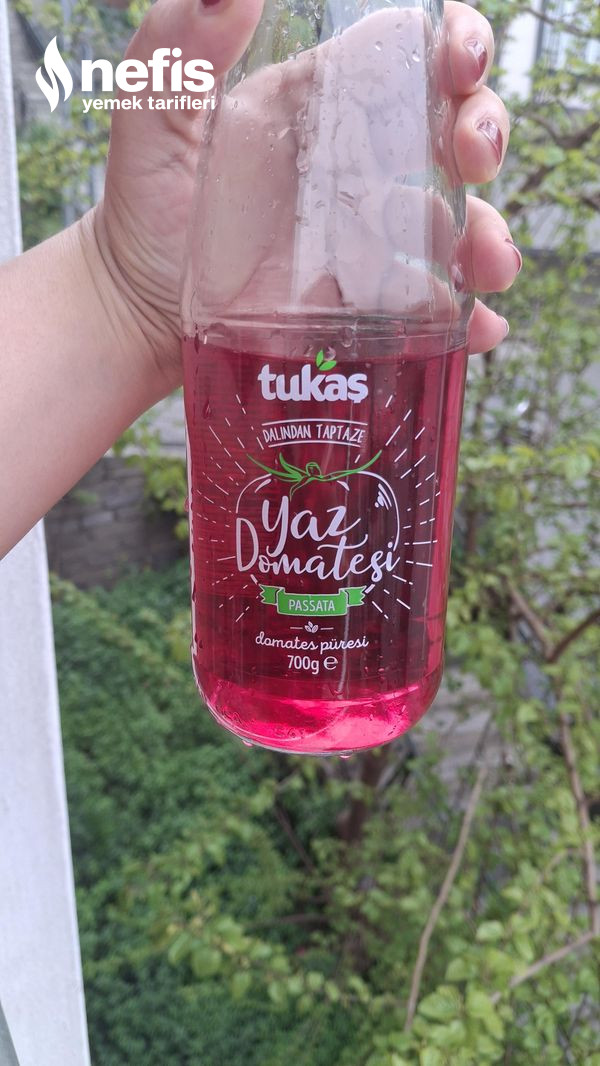 nefis
yemek tarifleri
tukaş
DALINDAN TAPTAZE
Yaz
Domatesi
PASSATA
domates püresi
700g ℮